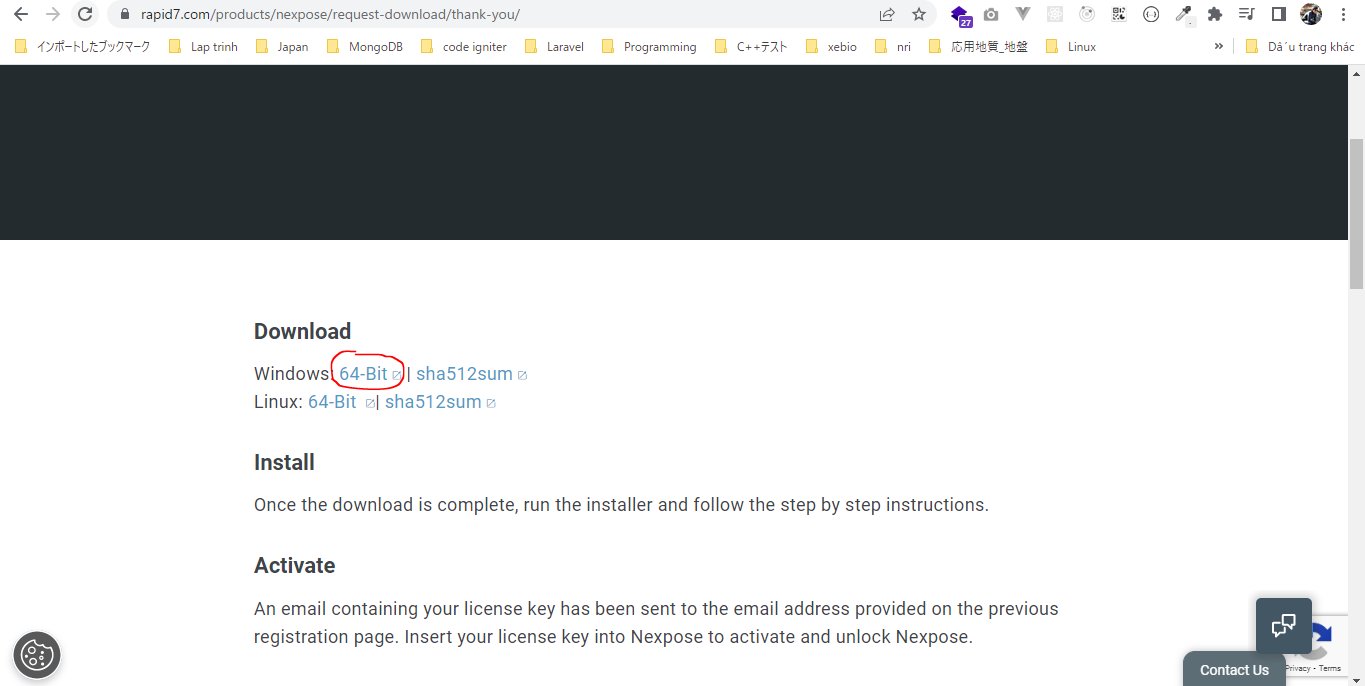 rapid7.com/products/nexpose/request-download/thank-you/
27
インポートしたブックマーク Lap trinh Japan MongoDB code igniter Laravel Programming C++テスト xebio nri 応用地質_地盤 Linux » Dấu trang khác
Download
Windows: 64-Bit | sha512sum
Linux: 64-Bit | sha512sum
Install
Once the download is complete, run the installer and follow the step by step instructions.
Activate
An email containing your license key has been sent to the email address provided on the previous
registration page. Insert your license key into Nexpose to activate and unlock Nexpose.
Contact Us
Privacy - Terms